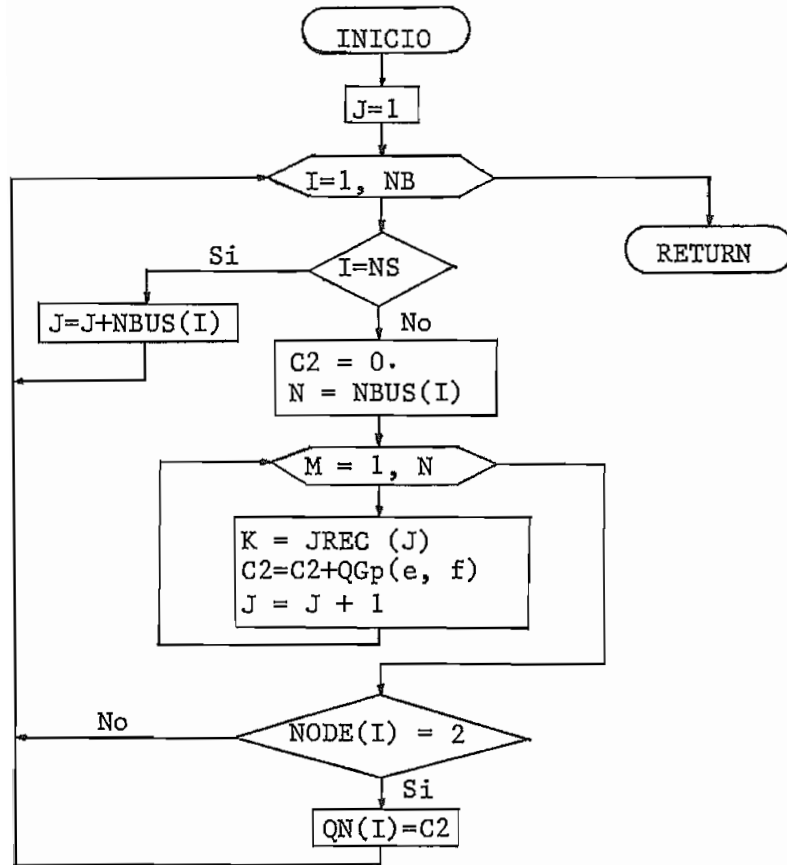 INICIO
J=1
I=1, NB
RETURN
Si
I=NS
J=J+NBUS(I)
No
C2 = 0.
N = NBUS(I)
M = 1, N
K = JREC (J)
C2=C2+QGp(e, f)
J = J + 1
No
NODE(I) = 2
Si
QN(I)=C2